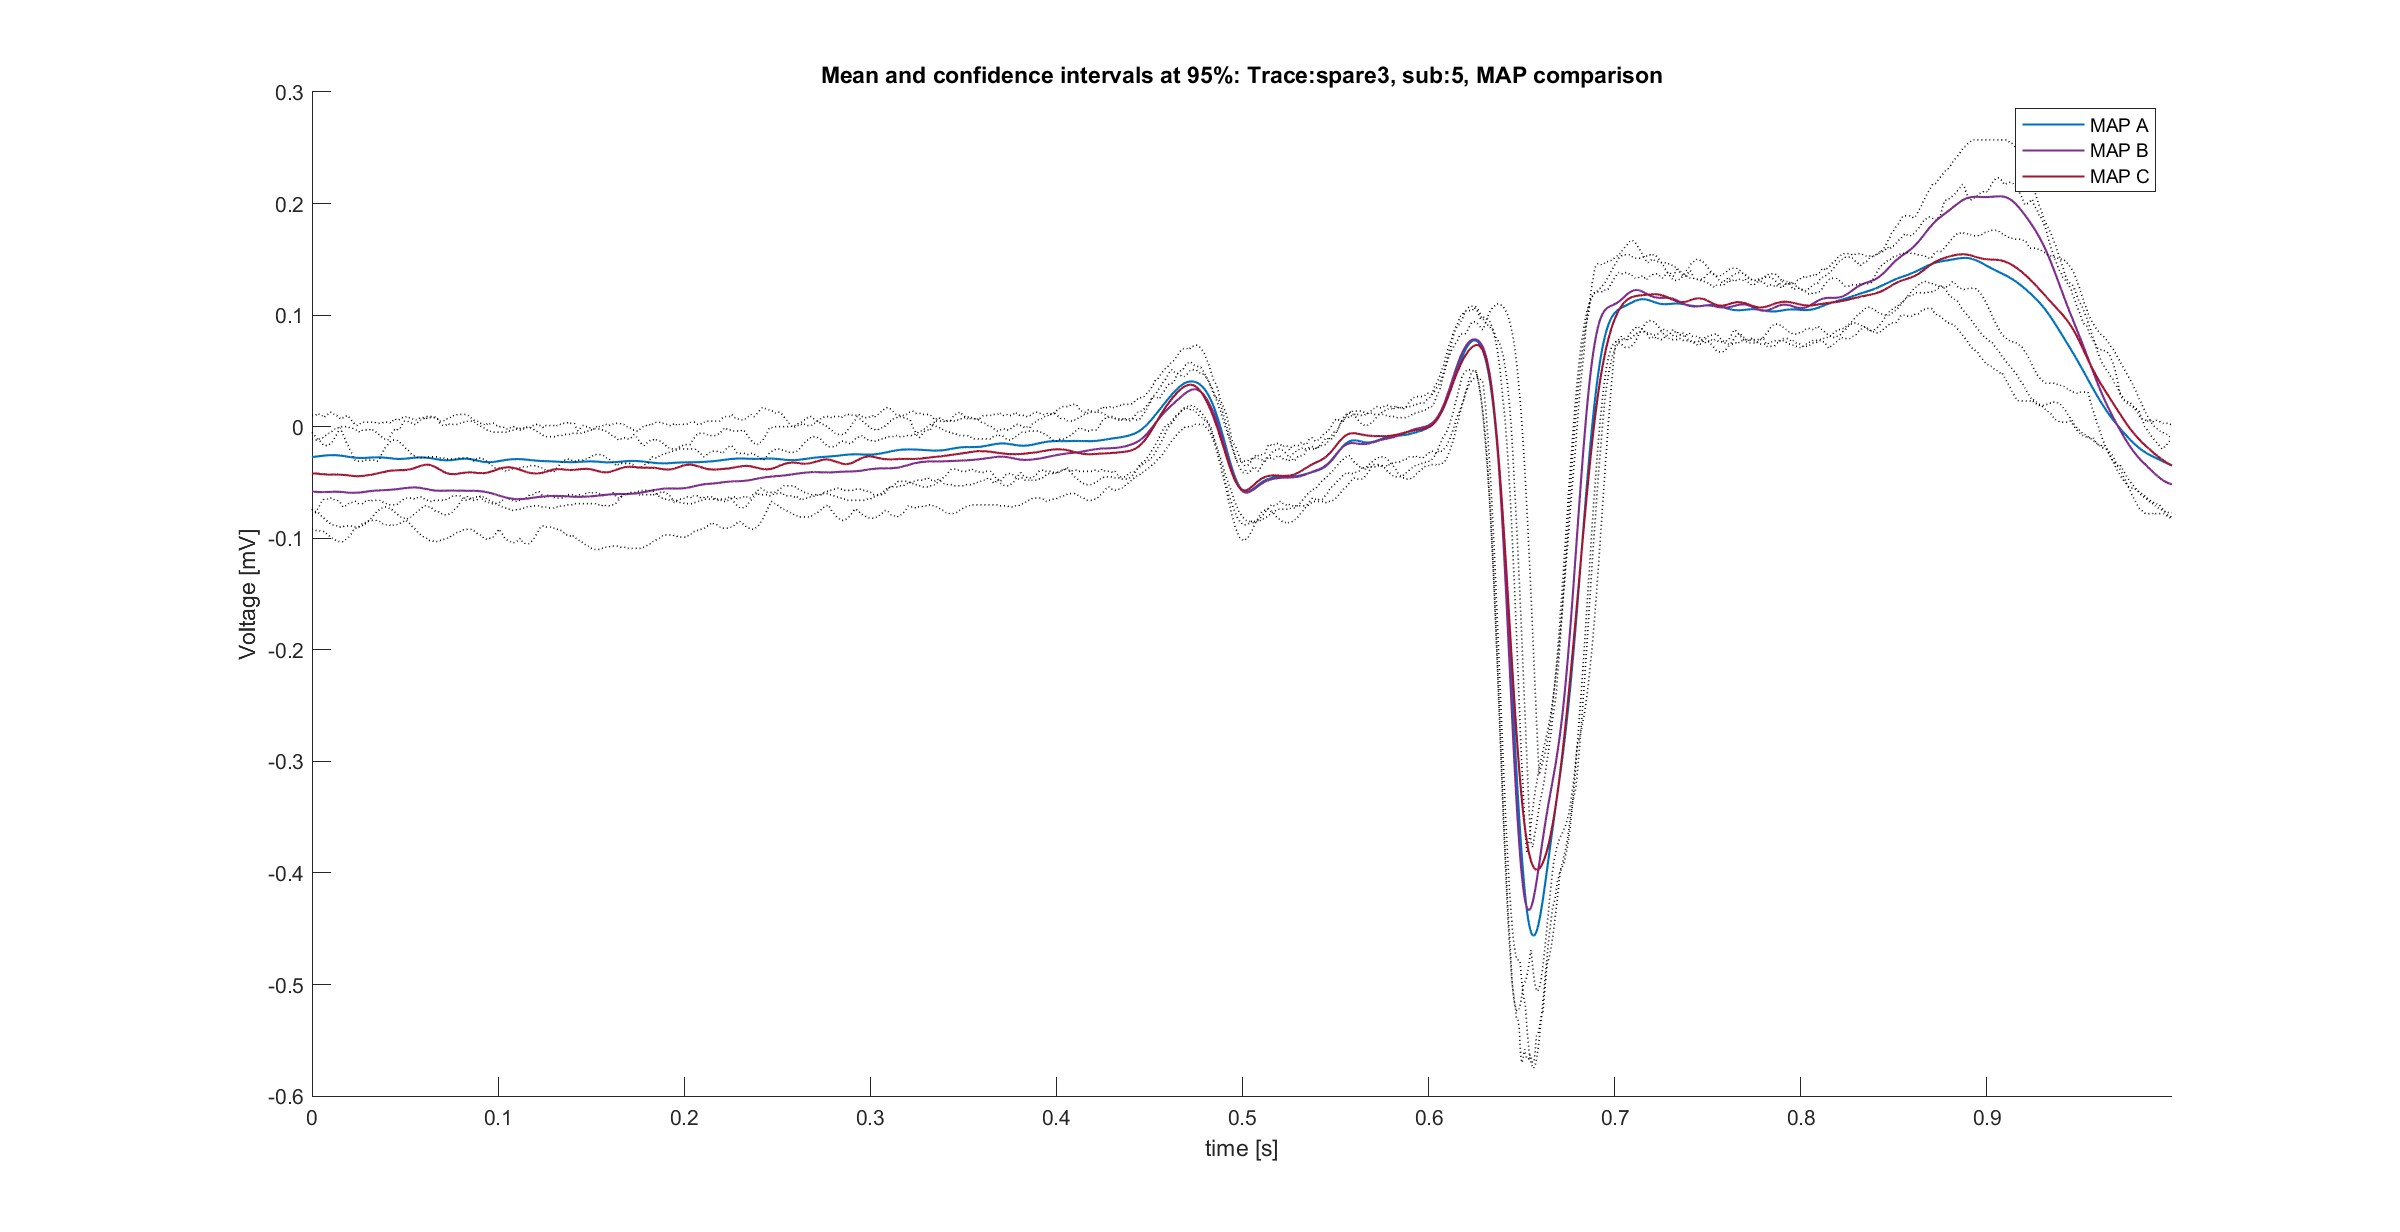 Mean and confidence intervals at 95%: Trace:spare3, sub:5, MAP comparison
MAP A
MAP B
MAP C
0.3
0.2
0.1
0
-0.1
-0.2
-0.3
-0.4
-0.5
-0.6
Voltage [mV]
0 0.1 0.2 0.3 0.4 0.5 0.6 0.7 0.8 0.9
time [s]